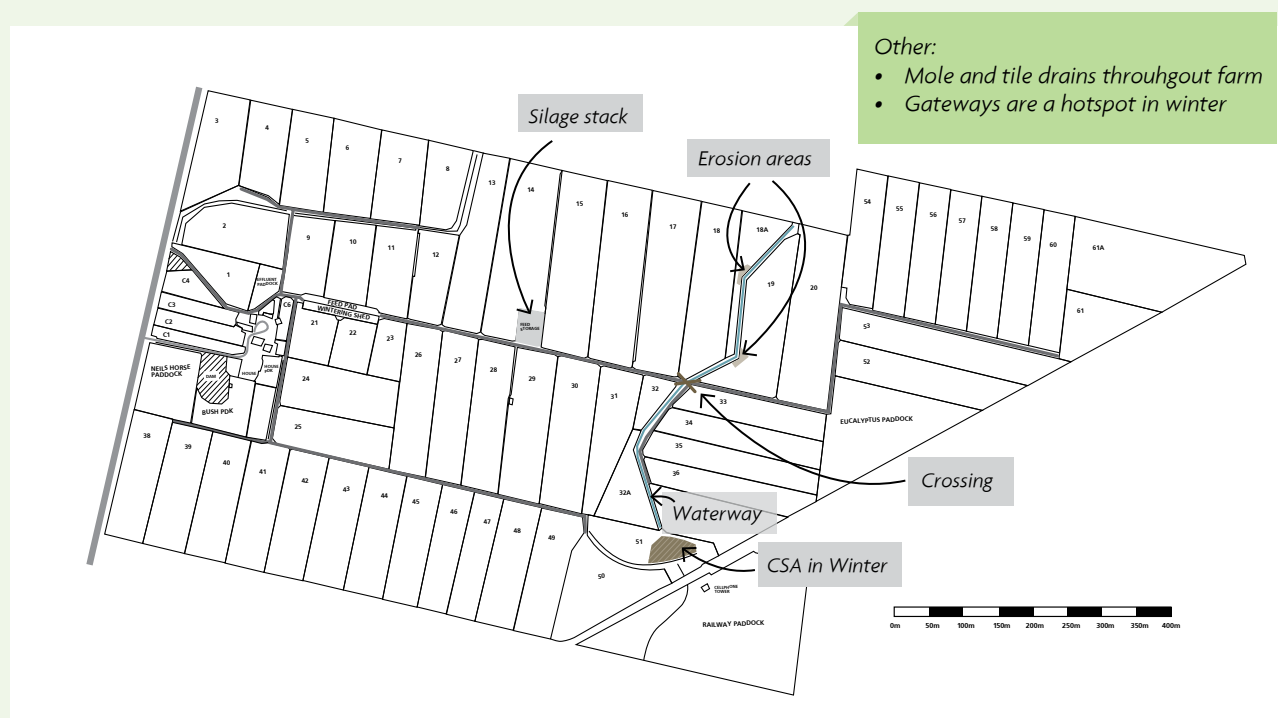 Other:
• Mole and tile drains throuhgout farm
• Gateways are a hotspot in winter
Silage stack
Erosion areas
3
4
5
6
7
8
13
14
15
16
17
18
18A
19
20
54
55
56
57
58
59
60
61A
61
2
9
10
11
12
1
EFFLUENT
PADDOCK
C4
C3
C2
C1
C6
FEED PAD
WINTERING SHED
21
22
23
24
25
26
27
28
29
30
31
32
32A
33
34
35
36
FEED
STORAGE
53
52
EUCALYPTUS PADDOCK
NEILS HORSE
PADDOCK
DAM
HOUSE
HOUSE
PDK
BUSH PDK
38
39
40
41
42
43
44
45
46
47
48
49
50
51
Crossing
Waterway
CSA in Winter
CELLPHONE
TOWER
RAILWAY PADDOCK
0m 50m 100m 150m 200m 250m 300m 350m 400m